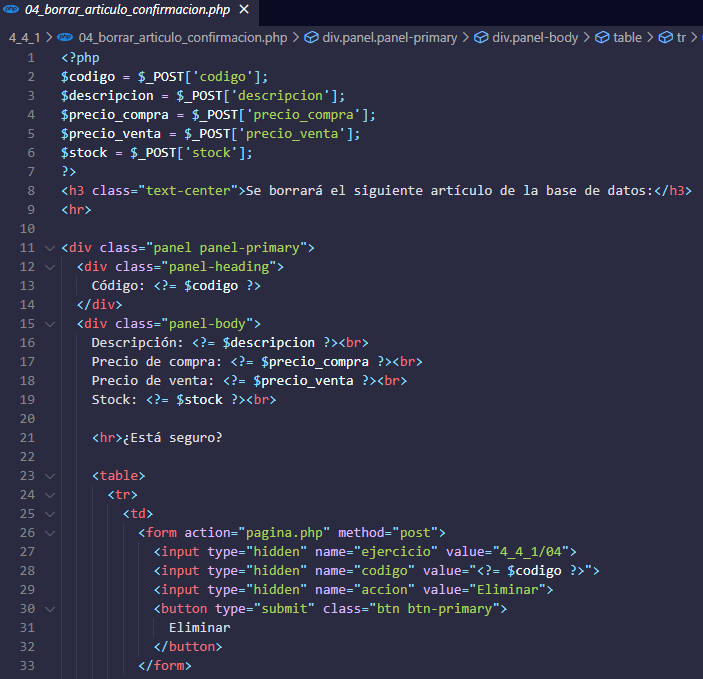 php 04_borrar_articulo_confirmacion.php ×
4_4_1 > php 04_borrar_articulo_confirmacion.php > div.panel.panel-primary > div.panel-body > table > tr >
1 <?php
2 $codigo = $_POST['codigo'];
3 $descripcion = $_POST['descripcion'];
4 $precio_compra = $_POST['precio_compra'];
5 $precio_venta = $_POST['precio_venta'];
6 $stock = $_POST['stock'];
7 ?>
8 <h3 class="text-center">Se borrará el siguiente artículo de la base de datos:</h3>
9 <hr>
10
11 <div class="panel panel-primary">
12 <div class="panel-heading">
13 Código: <?= $codigo ?>
14 </div>
15 <div class="panel-body">
16 Descripción: <?= $descripcion ?><br>
17 Precio de compra: <?= $precio_compra ?><br>
18 Precio de venta: <?= $precio_venta ?><br>
19 Stock: <?= $stock ?><br>
20
21 <hr>¿Está seguro?
22
23 <table>
24 <tr>
25 <td>
26 <form action="pagina.php" method="post">
27 <input type="hidden" name="ejercicio" value="4_4_1/04">
28 <input type="hidden" name="codigo" value="<?= $codigo ?>">
29 <input type="hidden" name="accion" value="Eliminar">
30 <button type="submit" class="btn btn-primary">
31 Eliminar
32 </button>
33 </form>